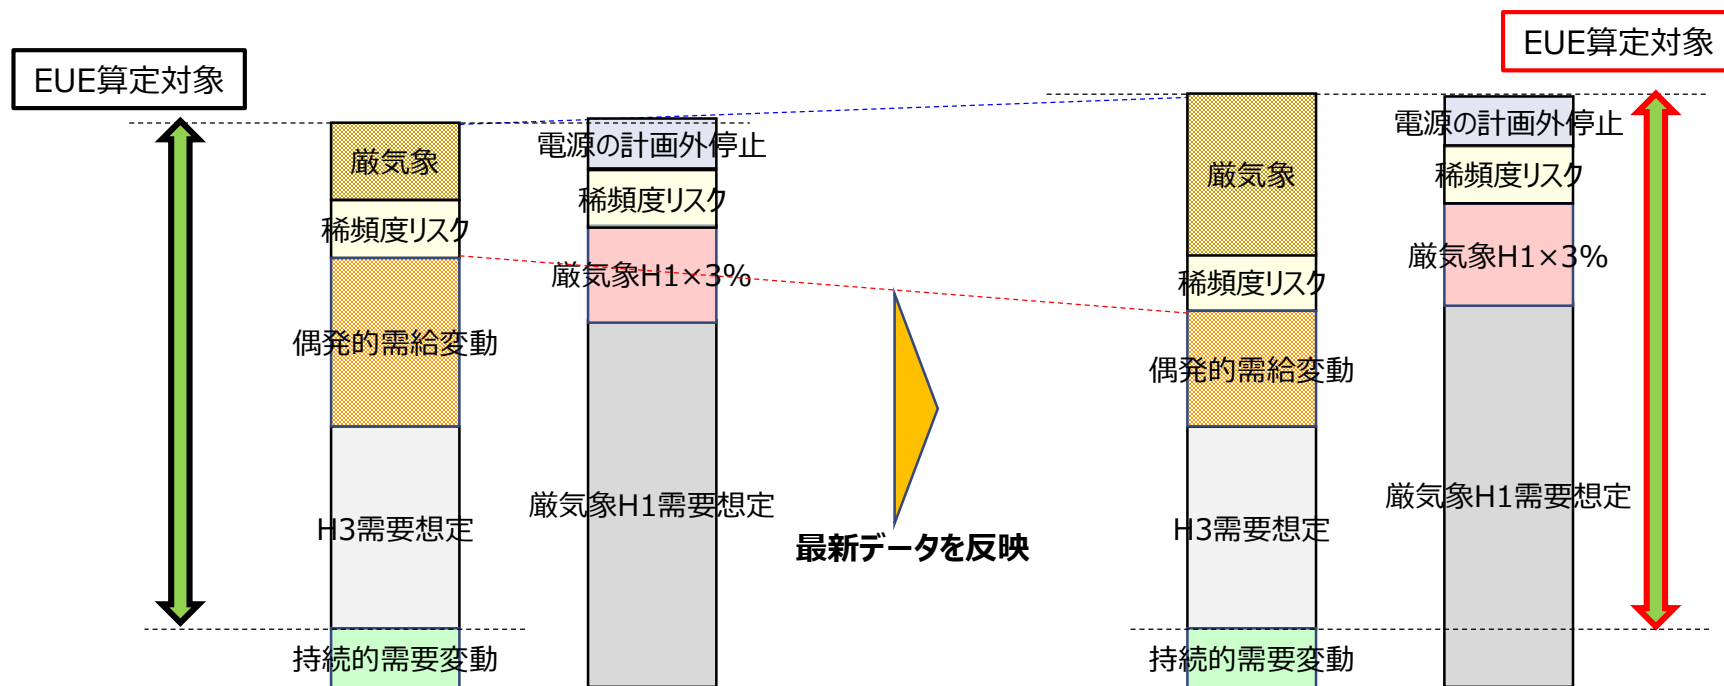 EUE算定対象
厳気象
稀頻度リスク
偶発的需給変動
H3需要想定
持続的需要変動
電源の計画外停止
稀頻度リスク
厳気象H1×3%
厳気象H1需要想定
最新データを反映
厳気象
稀頻度リスク
偶発的需給変動
H3需要想定
持続的需要変動
電源の計画外停止
稀頻度リスク
厳気象H1×3%
厳気象H1需要想定
EUE算定対象